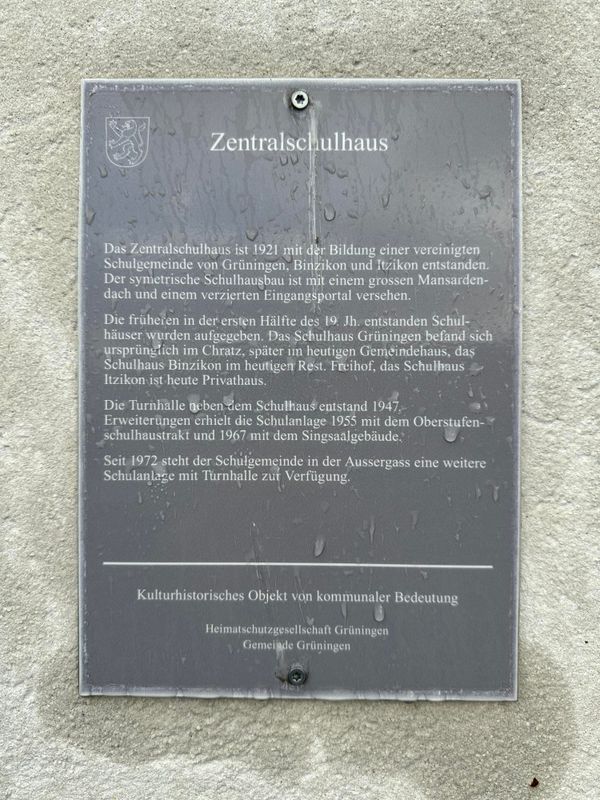 Zentralschulhaus
Das Zentralschulhaus ist 1921 mit der Bildung einer vereinigten
Schulgemeinde von Grüningen, Binzikon und Itzikon entstanden.
Der symetrische Schulhausbau ist mit einem grossen Mansarden-
dach und einem verzierten Eingangsportal versehen.
Die früheren in der ersten Hälfte des 19. Jh. entstanden Schul-
häuser wurden aufgegeben. Das Schulhaus Grüningen befand sich
ursprünglich im Chratz, später im heutigen Gemeindehaus, das
Schulhaus Binzikon im heutigen Rest. Freihof, das Schulhaus
Itzikon ist heute Privathaus.
Die Turnhalle neben dem Schulhaus entstand 1947.
Erweiterungen erhielt die Schulanlage 1955 mit dem Oberstufen-
schulhaustrakt und 1967 mit dem Singsaalgebäude.
Seit 1972 steht der Schulgemeinde in der Aussergass eine weitere
Schulanlage mit Turnhalle zur Verfügung.
Kulturhistorisches Objekt von kommunaler Bedeutung
Heimatschutzgesellschaft Grüningen
Gemeinde Grüningen